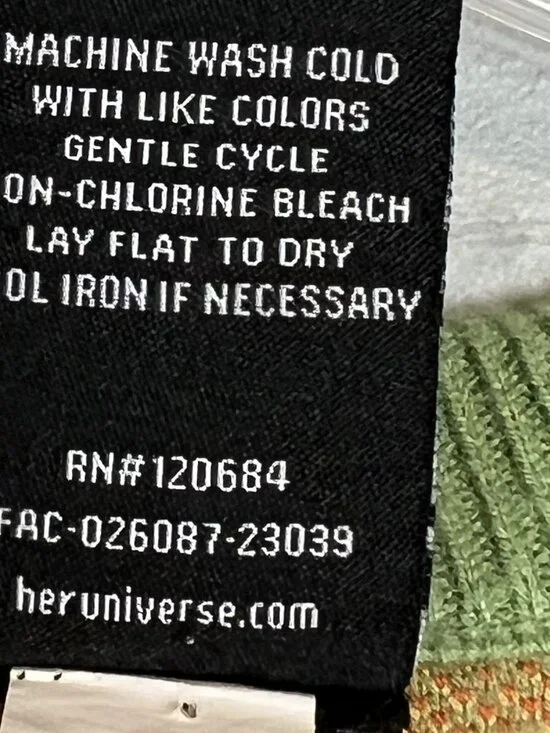 MACHINE WASH COLD
WITH LIKE COLORS
GENTLE CYCLE
ON-CHLORINE BLEACH
LAY FLAT TO DRY
OL IRON IF NECESSARY
RN#120684
FAC-026087-23039
heruniverse.com